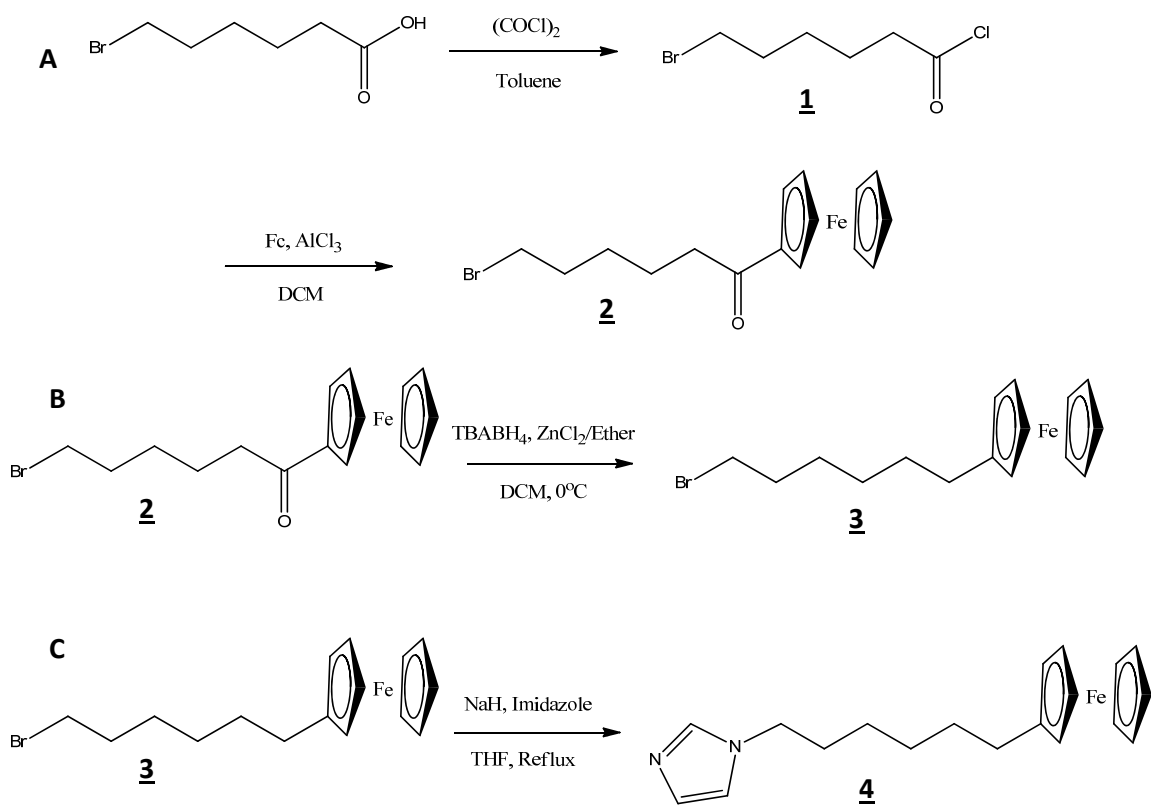 A
Br
OH
O
(COCl)2
Toluene
Br
Cl
O
1
Fc, AlCl3
DCM
Br
O
Fe
2
B
Br
O
Fe
2
TBABH4, ZnCl2/Ether
DCM, 0°C
Br
Fe
3
C
Br
Fe
3
NaH, Imidazole
THF, Reflux
N
N
Fe
4